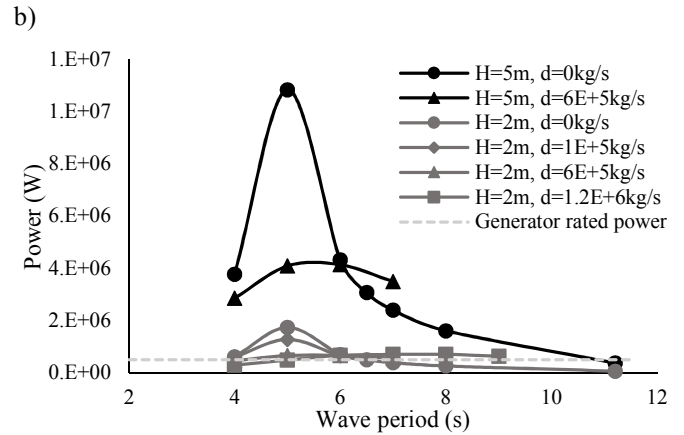 b)
1.E+07
1.E+07
8.E+06
6.E+06
4.E+06
2.E+06
0.E+00
Power (W)
H=5m, d=0kg/s
H=5m, d=6E+5kg/s
H=2m, d=0kg/s
H=2m, d=1E+5kg/s
H=2m, d=6E+5kg/s
H=2m, d=1.2E+6kg/s
Generator rated power
2 4 6 8 10 12
Wave period (s)